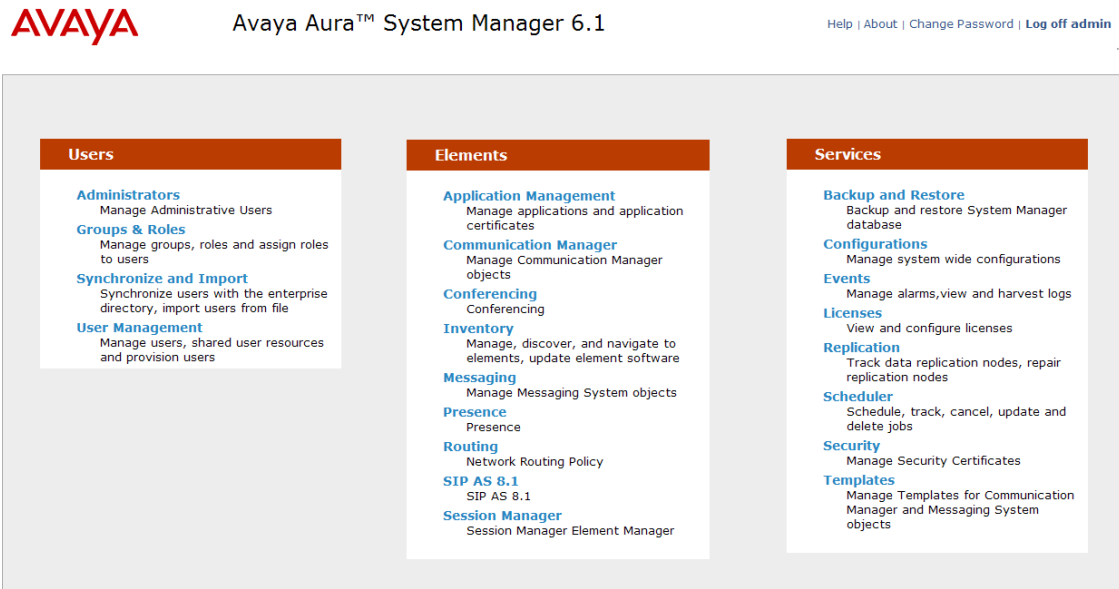 AVAYA
Avaya Aura™ System Manager 6.1
Help | About | Change Password | Log off admin
Users
Administrators
Manage Administrative Users
Groups & Roles
Manage groups, roles and assign roles
to users
Synchronize and Import
Synchronize users with the enterprise
directory, import users from file
User Management
Manage users, shared user resources
and provision users
Elements
Application Management
Manage applications and application
certificates
Communication Manager
Manage Communication Manager
objects
Conferencing
Conferencing
Inventory
Manage, discover, and navigate to
elements, update element software
Messaging
Manage Messaging System objects
Presence
Presence
Routing
Network Routing Policy
SIP AS 8.1
SIP AS 8.1
Session Manager
Session Manager Element Manager
Services
Backup and Restore
Backup and restore System Manager
database
Configurations
Manage system wide configurations
Events
Manage alarms,view and harvest logs
Licenses
View and configure licenses
Replication
Track data replication nodes, repair
replication nodes
Scheduler
Schedule, track, cancel, update and
delete jobs
Security
Manage Security Certificates
Templates
Manage Templates for Communication
Manager and Messaging System
objects